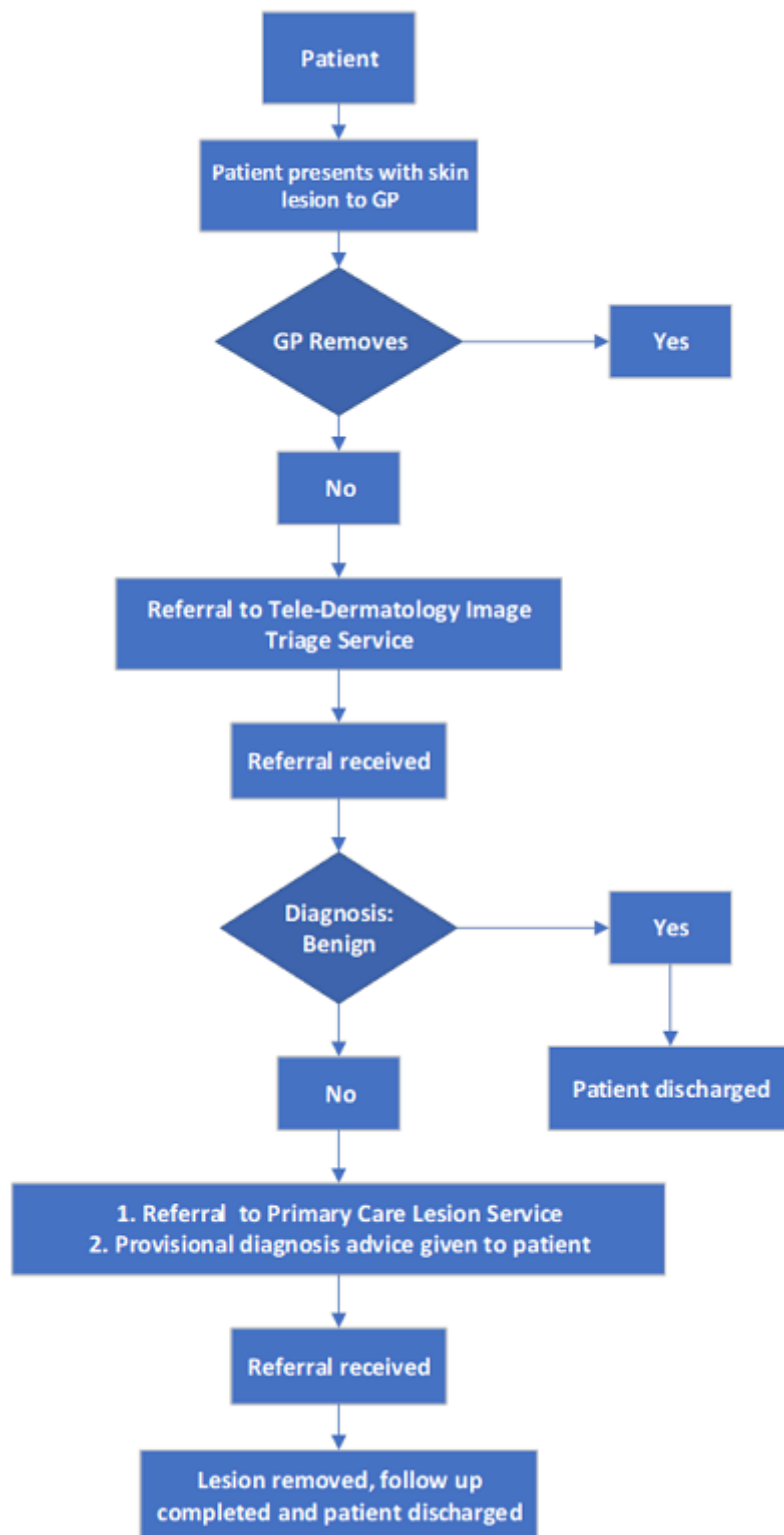 Patient
Patient presents with skin
lesion to GP
GP Removes
Yes
No
Referral to Tele-Dermatology Image
Triage Service
Referral received
Diagnosis:
Benign
Yes
No
Patient discharged
1. Referral to Primary Care Lesion Service
2. Provisional diagnosis advice given to patient
Referral received
Lesion removed, follow up
completed and patient discharged